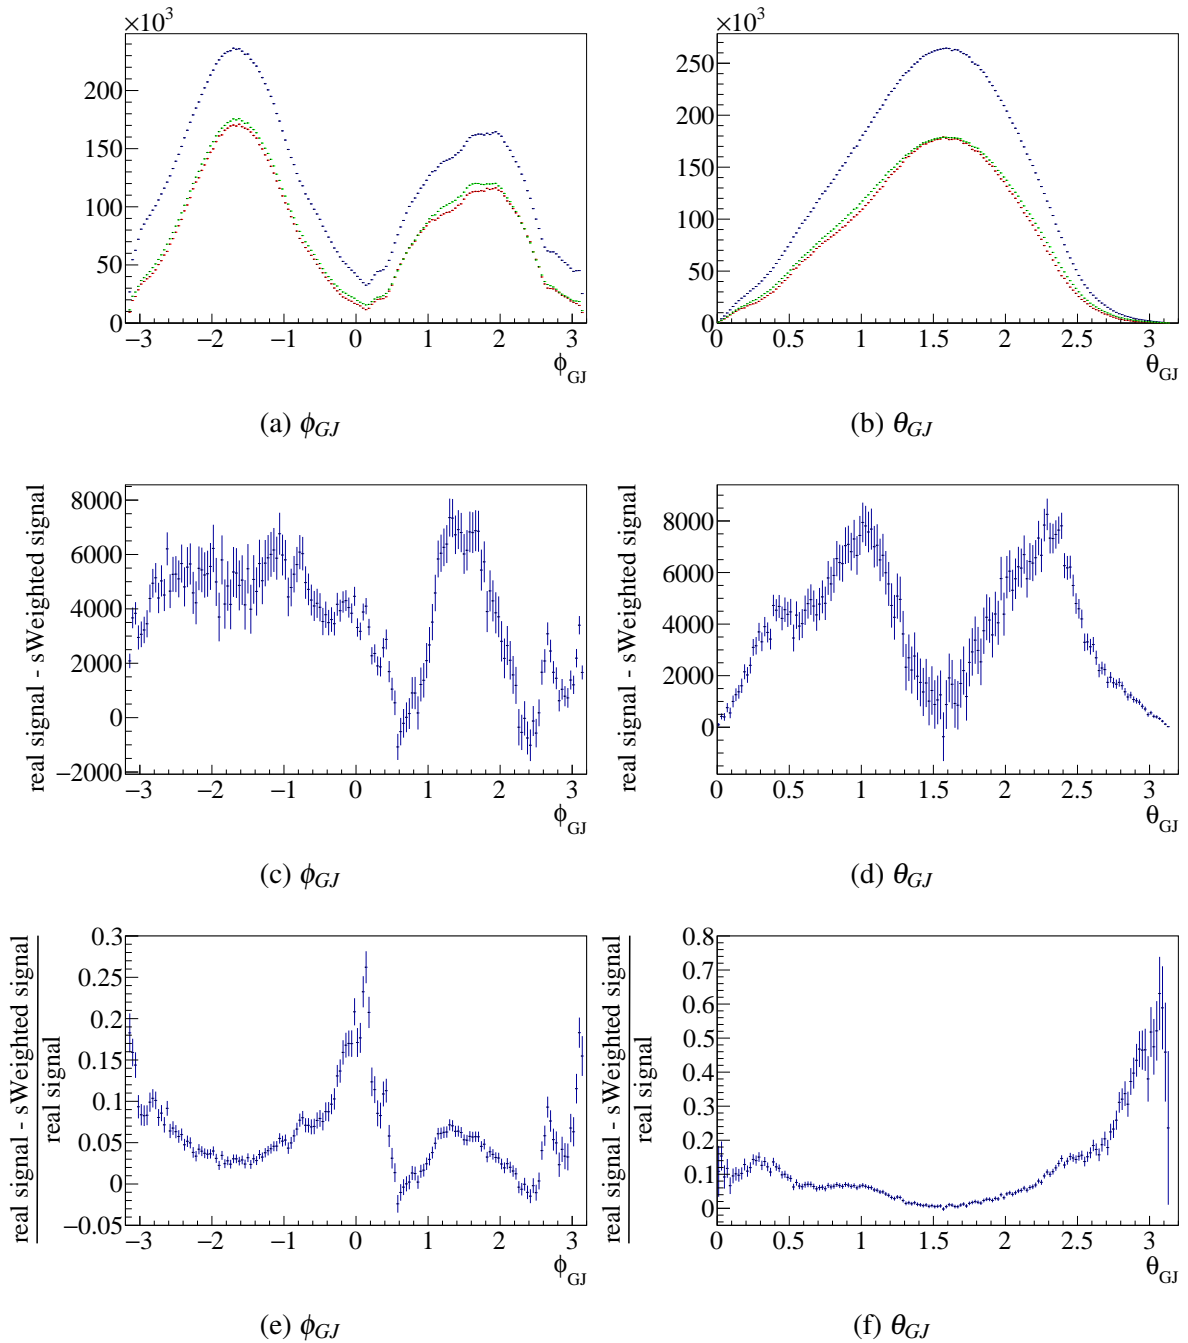 ×10³ ×10³
200
150
100
50
0
−3 −2 −1 0 1 2 3
ϕGJ
250
200
150
100
50
0
0 0.5 1 1.5 2 2.5 3
θGJ
(a) ϕGJ (b) θGJ
real signal - sWeighted signal
8000
6000
4000
2000
0
−2000
−3 −2 −1 0 1 2 3
ϕGJ
real signal - sWeighted signal
8000
6000
4000
2000
0
0 0.5 1 1.5 2 2.5 3
θGJ
(c) ϕGJ (d) θGJ
real signal - sWeighted signal
real signal
0.3
0.25
0.2
0.15
0.1
0.05
0
−0.05
−3 −2 −1 0 1 2 3
ϕGJ
real signal - sWeighted signal
real signal
0.8
0.7
0.6
0.5
0.4
0.3
0.2
0.1
0
0 0.5 1 1.5 2 2.5 3
θGJ
(e) ϕGJ (f) θGJ